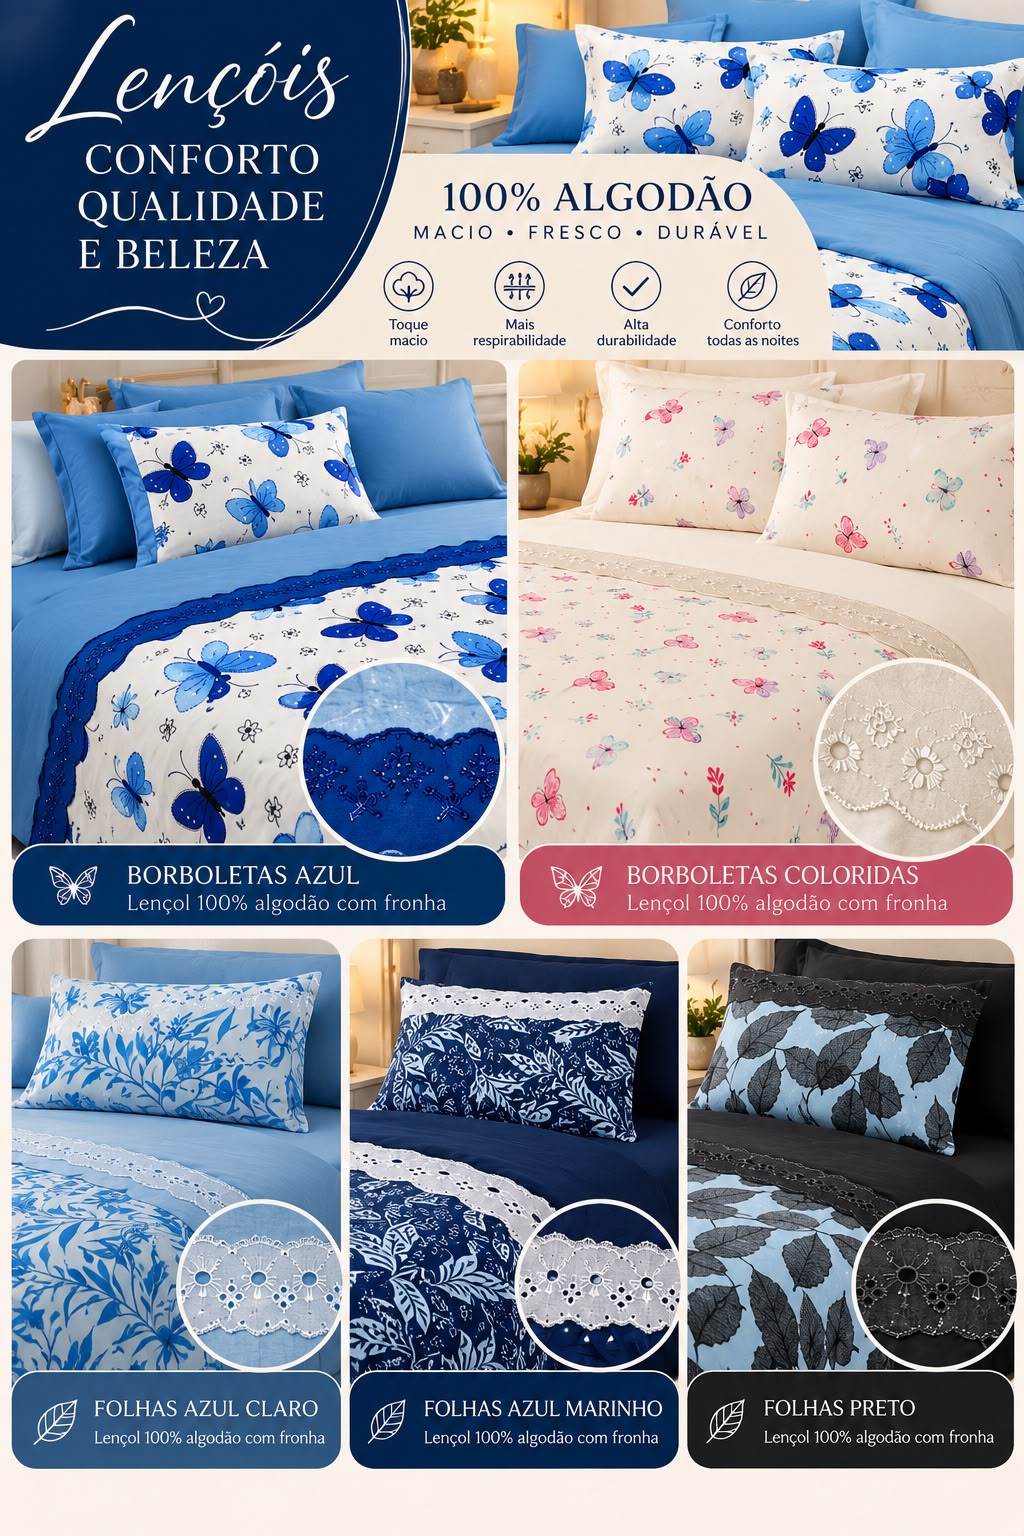 Lençóis
CONFORTO
QUALIDADE
E BELEZA
100% ALGODÃO
MACIO • FRESCO • DURÁVEL
Toque
macio
Mais
respirabilidade
Alta
durabilidade
Conforto
todas as noites
BORBOLETAS AZUL
Lençol 100% algodão com fronha
BORBOLETAS COLORIDAS
Lençol 100% algodão com fronha
FOLHAS AZUL CLARO
Lençol 100% algodão com fronha
FOLHAS AZUL MARINHO
Lençol 100% algodão com fronha
FOLHAS PRETO
Lençol 100% algodão com fronha